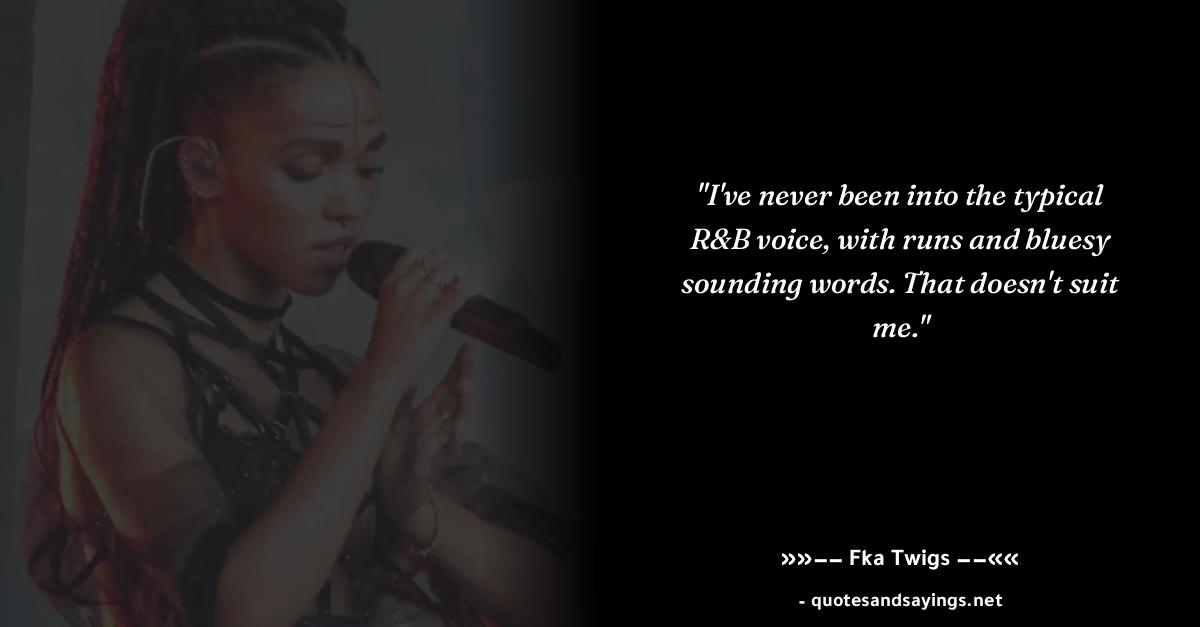 "I've never been into the typical
R&B voice, with runs and bluesy
sounding words. That doesn't suit
me."
»»–– Fka Twigs ––««
- quotesandsayings.net